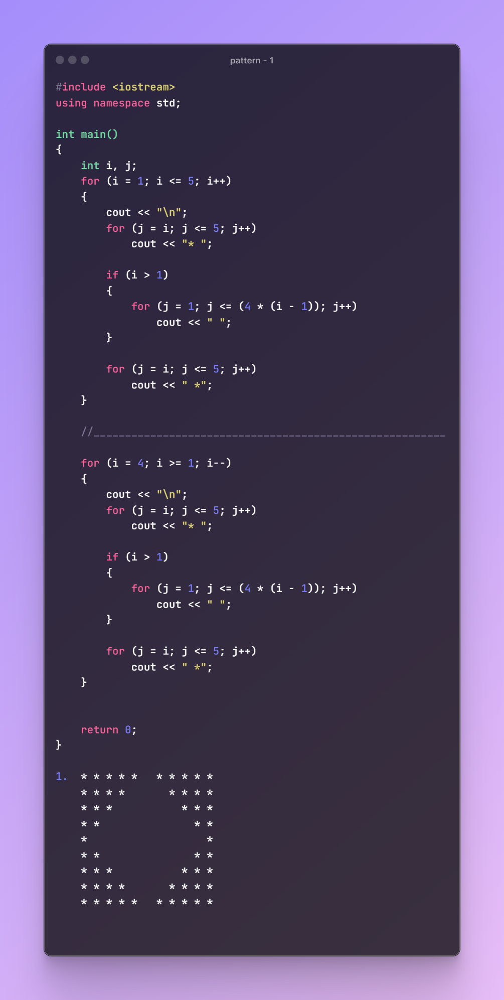 pattern - 1
#include <iostream>
using namespace std;

int main()
{
    int i, j;
    for (i = 1; i <= 5; i++)
    {
        cout << "\n";
        for (j = i; j <= 5; j++)
            cout << "* ";

        if (i > 1)
        {
            for (j = 1; j <= (4 * (i - 1)); j++)
                cout << " ";
        }

        for (j = i; j <= 5; j++)
            cout << " *";
    }

    //________________________________________________________

    for (i = 4; i >= 1; i--)
    {
        cout << "\n";
        for (j = i; j <= 5; j++)
            cout << "* ";

        if (i > 1)
        {
            for (j = 1; j <= (4 * (i - 1)); j++)
                cout << " ";
        }

        for (j = i; j <= 5; j++)
            cout << " *";
    }


    return 0;
}

1.  * * * * *   * * * * *
    * * * *       * * * *
    * * *           * * *
    * *               * *
    *                   *
    * *               * *
    * * *           * * *
    * * * *       * * * *
    * * * * *   * * * * *